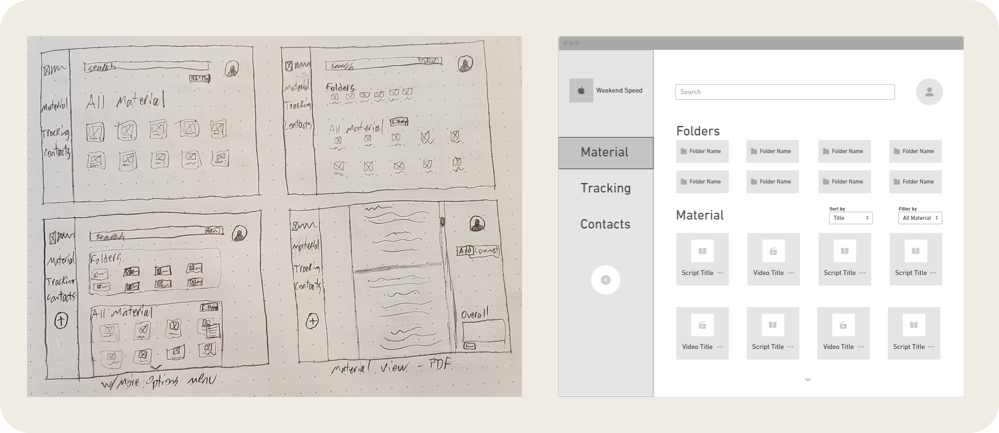 search
Filter
All Material
Material
Tracking
Contacts
search
Folders
Material
Tracking
Contacts
All Material
search
Folders
Material
Tracking
Contacts
All Material
w/ More Options menu
Material
Tracking
Contacts
Add Comment
Overall
Material view - PDF
Weekend Speed
Search
Folders
Material
Folder Name Folder Name Folder Name Folder Name
Tracking
Folder Name Folder Name Folder Name Folder Name
Contacts
Material
Sort by Filter by
Title All Material
Script Title Video Title Script Title Script Title
Video Title Script Title Video Title Script Title